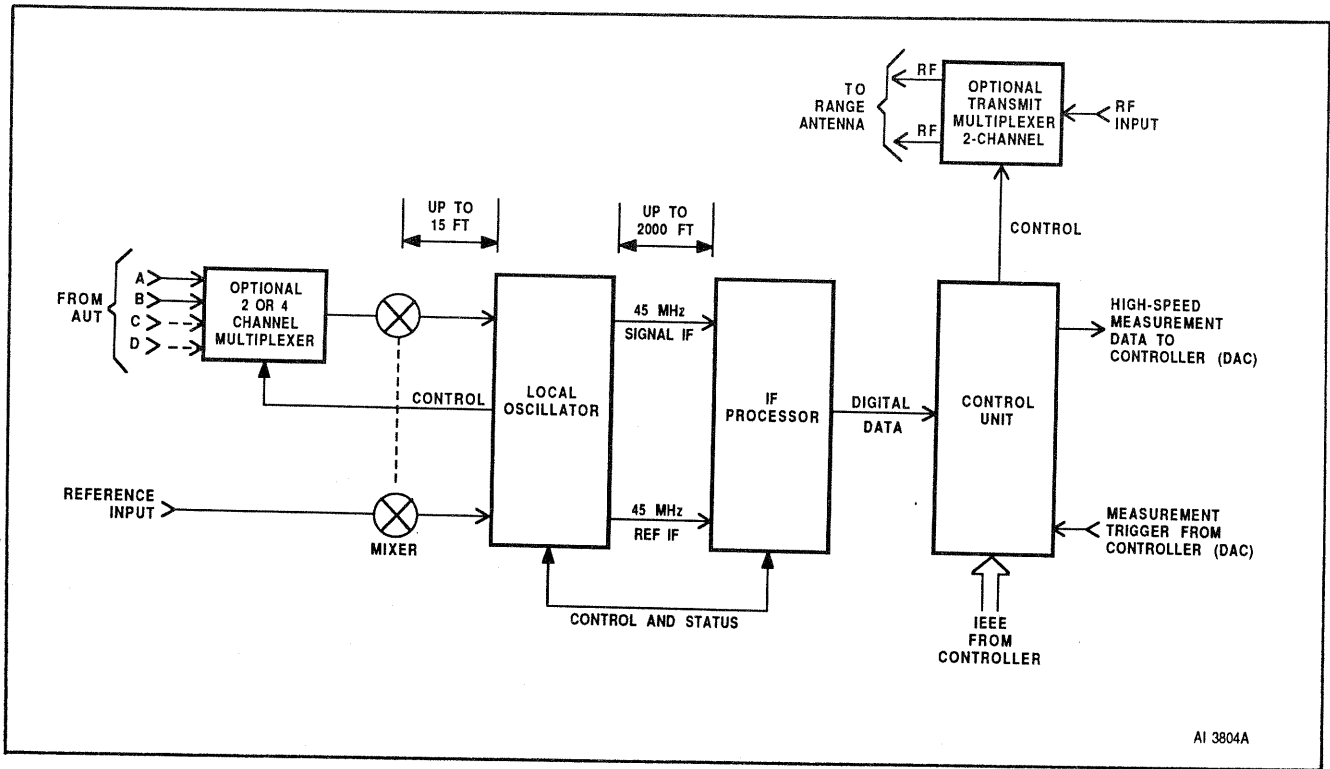 TO
RANGE
ANTENNA
RF
RF
OPTIONAL
TRANSMIT
MULTIPLEXER
2-CHANNEL
RF
INPUT
CONTROL
UP TO
15 FT
UP TO
2000 FT
FROM
AUT
A
B
C
D
OPTIONAL
2 OR 4
CHANNEL
MULTIPLEXER
CONTROL
LOCAL
OSCILLATOR
45 MHz
SIGNAL IF
IF
PROCESSOR
DIGITAL
DATA
CONTROL
UNIT
HIGH-SPEED
MEASUREMENT
DATA TO
CONTROLLER (DAC)
REFERENCE
INPUT
MIXER
45 MHz
REF IF
MEASUREMENT
TRIGGER FROM
CONTROLLER (DAC)
CONTROL AND STATUS
IEEE
FROM
CONTROLLER
AI 3804A